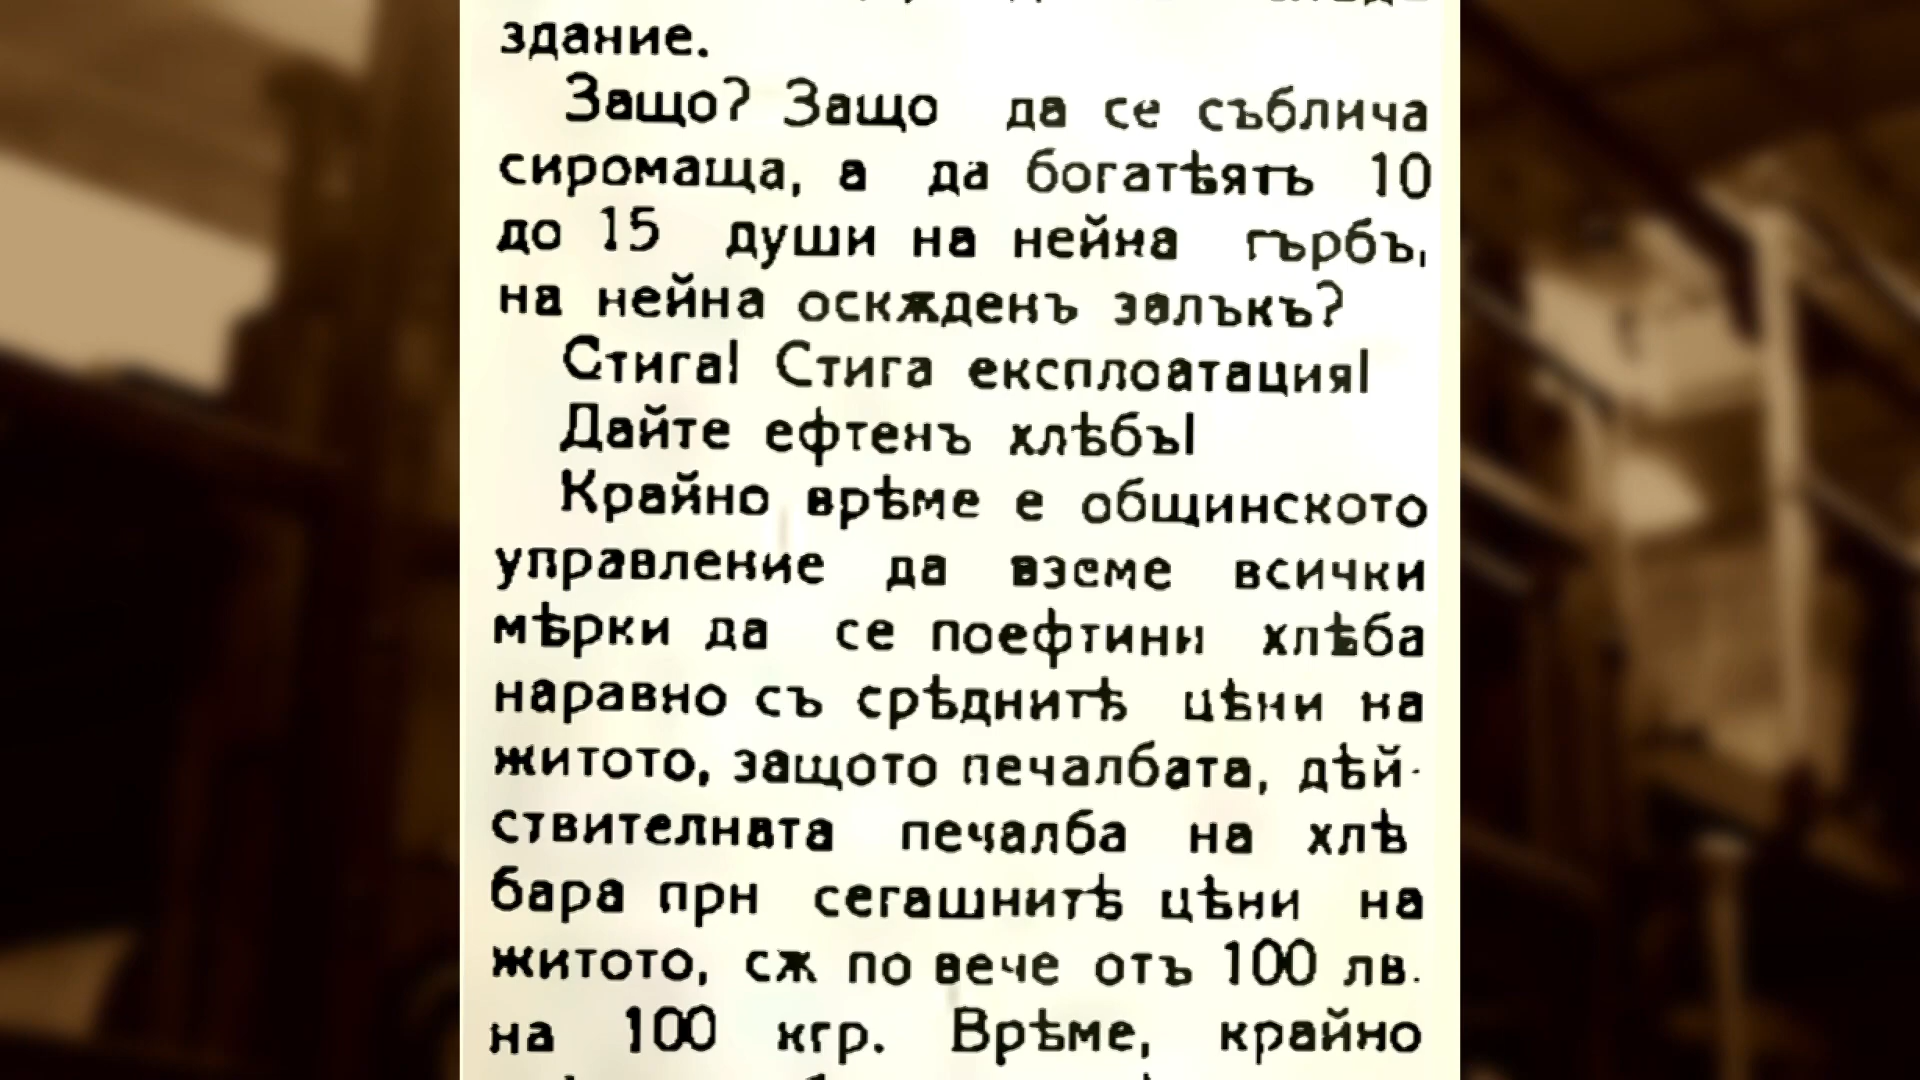 здание.
Защо? Защо да се съблича
сиромаща, а да богатѣятъ 10
до 15 души на нейна гърбъ,
на нейна оскѫденъ залъкъ?
Стига! Стига експлоатация!
Дайте ефтенъ хлѣбъ!
Крайно врѣме е общинското
управление да вземе всички
мѣрки да се поефтини хлѣба
наравно съ срѣднитѣ цѣни на
житото, защото печалбата, дѣй-
ствителната печалба на хлѣ
бара прн сегашнитѣ цѣни на
житото, сѫ по вече отъ 100 лв.
на 100 кгр. Врѣме, крайно